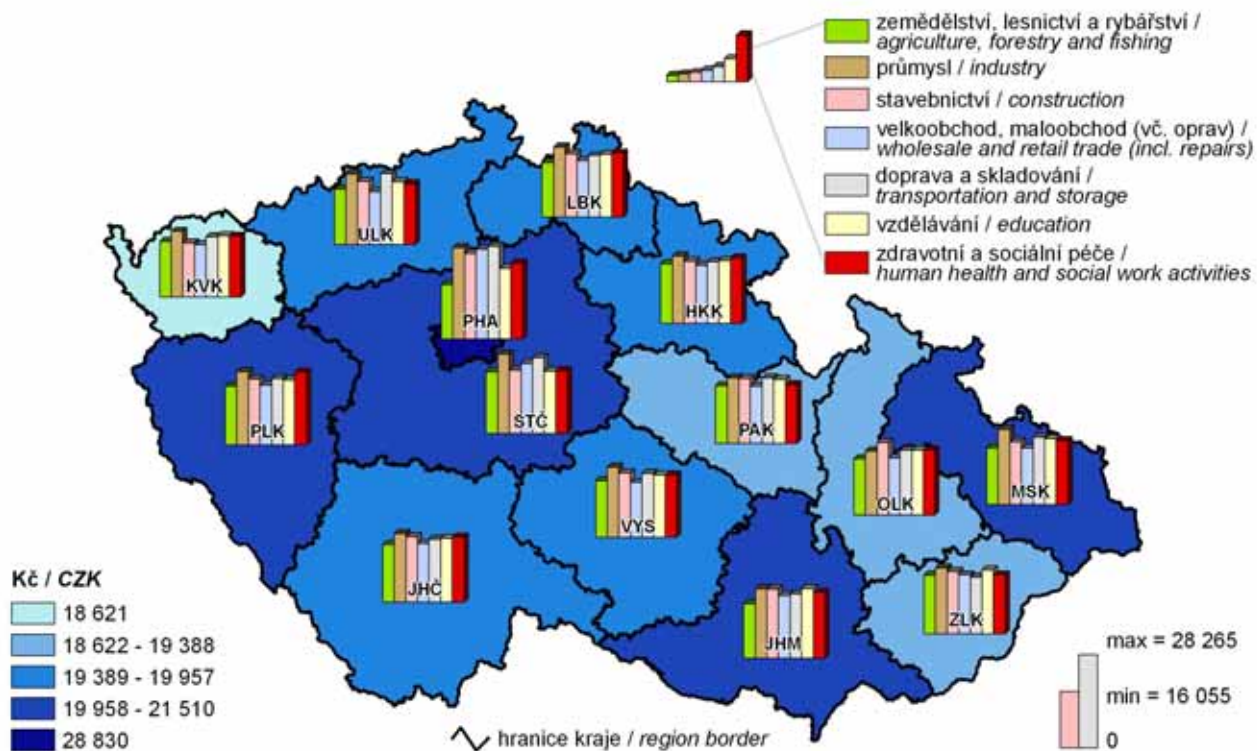 zemědělství, lesnictví a rybářství /
agriculture, forestry and fishing
průmysl / industry
stavebnictví / construction
velkoobchod, maloobchod (vč. oprav) /
wholesale and retail trade (incl. repairs)
doprava a skladování /
transportation and storage
vzdělávání / education
zdravotní a sociální péče /
human health and social work activities
LBK
ULK
KVK
HKK
PHA
STČ
PLK
PAK
OLK
MSK
VYS
JHČ
ZLK
JHM
Kč / CZK
18 621
18 622 - 19 388
19 389 - 19 957
19 958 - 21 510
28 830
hranice kraje / region border
max = 28 265
min = 16 055
0